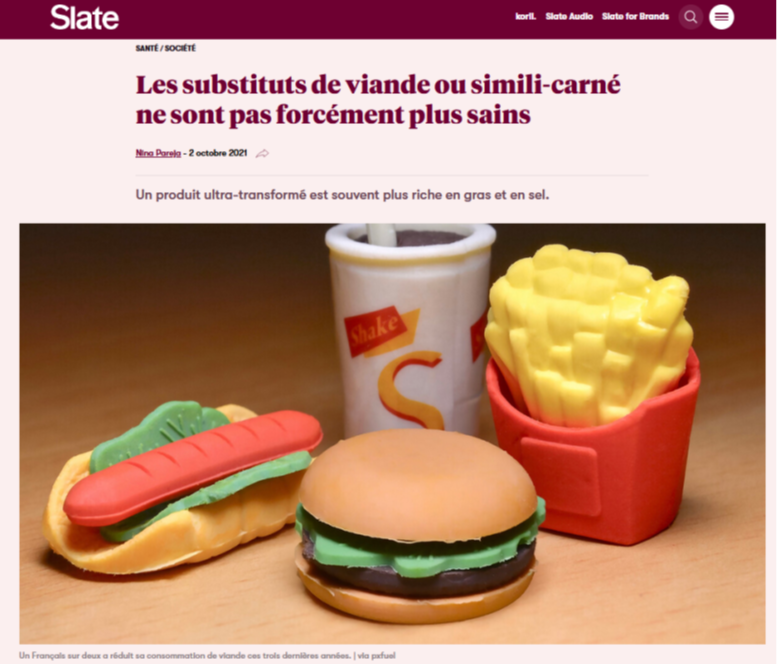 Slate
korii. Slate Audio Slate for Brands
SANTÉ / SOCIÉTÉ
Les substituts de viande ou simili-carné
ne sont pas forcément plus sains
Nina Pareja - 2 octobre 2021
Un produit ultra-transformé est souvent plus riche en gras et en sel.
Shake
S
Un Français sur deux a réduit sa consommation de viande ces trois dernières années. | via pxfuel